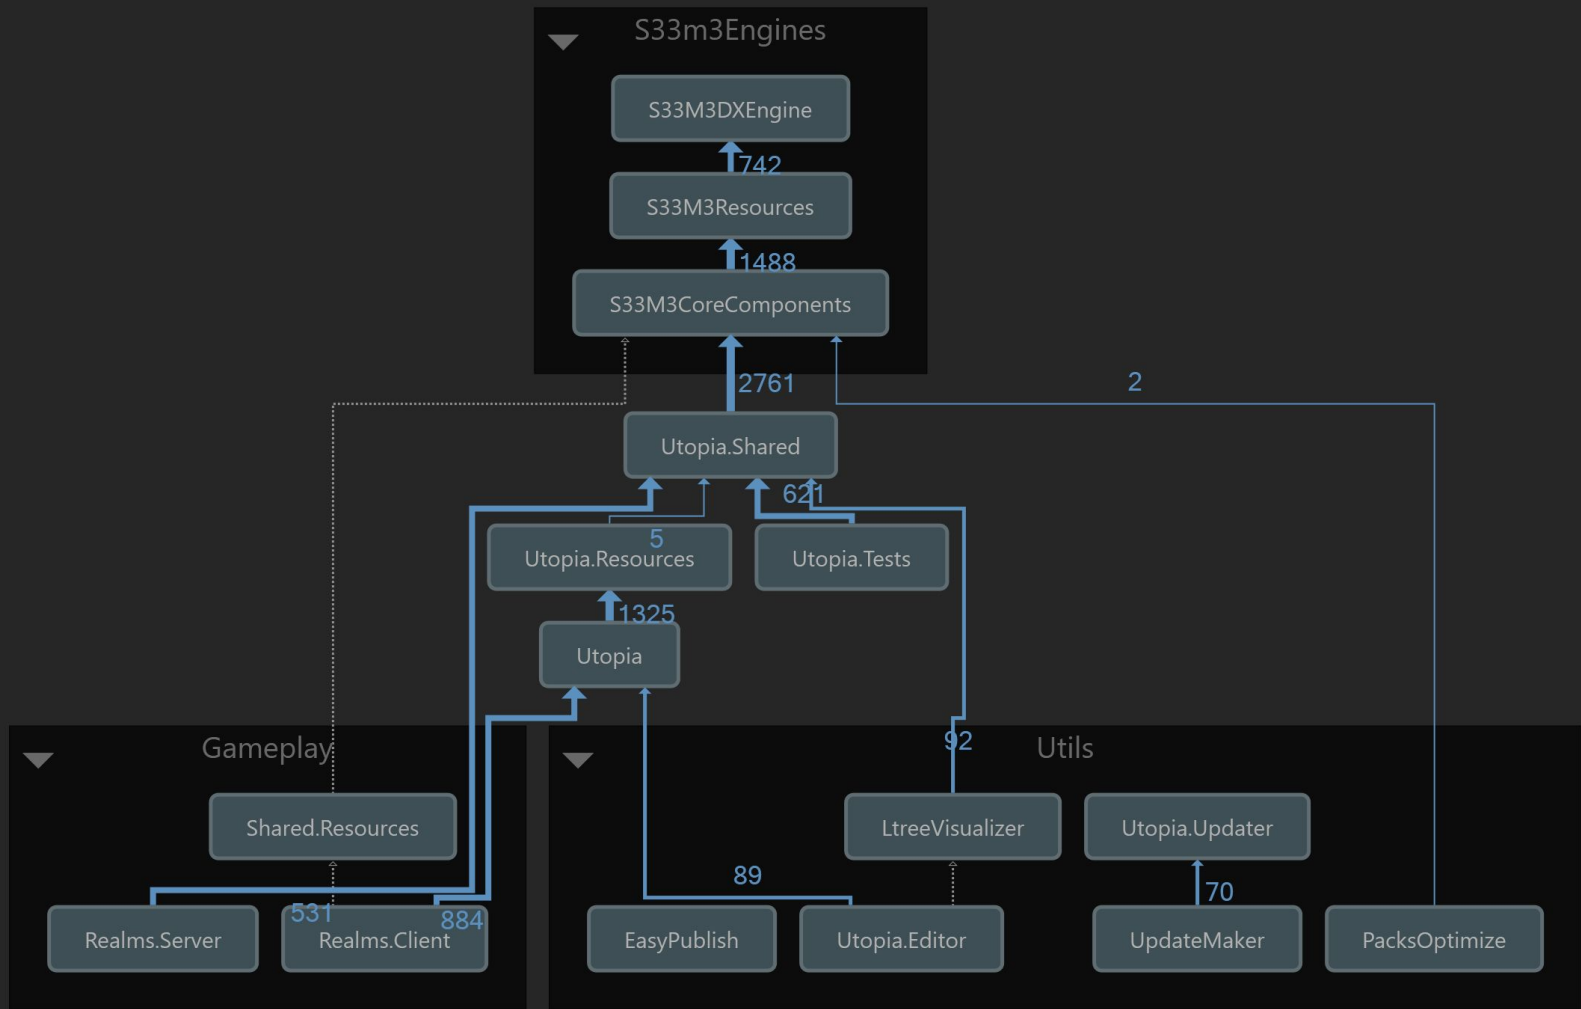 S33m3Engines
S33M3DXEngine
742
S33M3Resources
1488
S33M3CoreComponents
2761
2
Utopia.Shared
621
5
Utopia.Resources
Utopia.Tests
1325
Utopia
92
Gameplay
Utils
Shared.Resources
LtreeVisualizer
Utopia.Updater
89
70
531
884
Realms.Server
Realms.Client
EasyPublish
Utopia.Editor
UpdateMaker
PacksOptimize